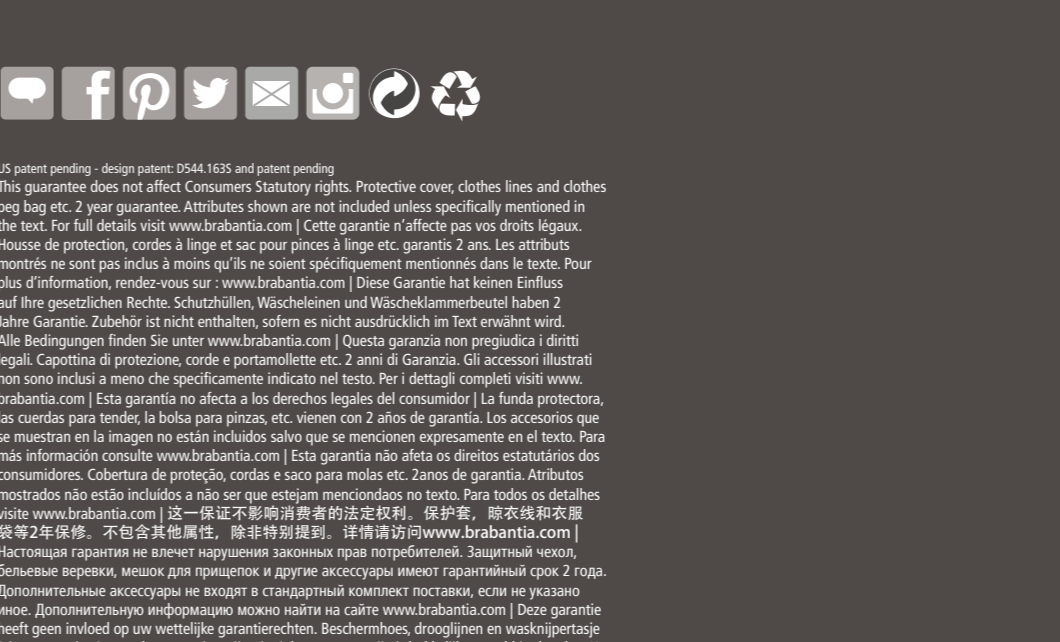 US patent pending - design patent: D544.163S and patent pending
This guarantee does not affect Consumers Statutory rights. Protective cover, clothes lines and clothes
peg bag etc. 2 year guarantee. Attributes shown are not included unless specifically mentioned in
the text. For full details visit www.brabantia.com | Cette garantie n’affecte pas vos droits légaux.
Housse de protection, cordes à linge et sac pour pinces à linge etc. garantis 2 ans. Les attributs
montrés ne sont pas inclus à moins qu’ils ne soient spécifiquement mentionnés dans le texte. Pour
plus d’information, rendez-vous sur : www.brabantia.com | Diese Garantie hat keinen Einfluss
auf Ihre gesetzlichen Rechte. Schutzhüllen, Wäscheleinen und Wäscheklammerbeutel haben 2
Jahre Garantie. Zubehör ist nicht enthalten, sofern es nicht ausdrücklich im Text erwähnt wird.
Alle Bedingungen finden Sie unter www.brabantia.com | Questa garanzia non pregiudica i diritti
legali. Capottina di protezione, corde e portamollette etc. 2 anni di Garanzia. Gli accessori illustrati
non sono inclusi a meno che specificamente indicato nel testo. Per i dettagli completi visiti www.
brabantia.com | Esta garantía no afecta a los derechos legales del consumidor | La funda protectora,
las cuerdas para tender, la bolsa para pinzas, etc. vienen con 2 años de garantía. Los accesorios que
se muestran en la imagen no están incluidos salvo que se mencionen expresamente en el texto. Para
más información consulte www.brabantia.com | Esta garantia não afeta os direitos estatutários dos
consumidores. Cobertura de proteção, cordas e saco para molas etc. 2anos de garantia. Atributos
mostrados não estão incluídos a não ser que estejam menciondaos no texto. Para todos os detalhes
visite www.brabantia.com | 这一保证不影响消费者的法定权利。保护套，晾衣线和衣服
袋等2年保修。不包含其他属性，除非特别提到。详情请访问www.brabantia.com |
Настоящая гарантия не влечет нарушения законных прав потребителей. Защитный чехол,
бельевые веревки, мешок для прищепок и другие аксессуары имеют гарантийный срок 2 года.
Дополнительные аксессуары не входят в стандартный комплект поставки, если не указано
иное. Дополнительную информацию можно найти на сайте www.brabantia.com | Deze garantie
heeft geen invloed op uw wettelijke garantierechten. Beschermhoes, drooglijnen en wasknijpertasje